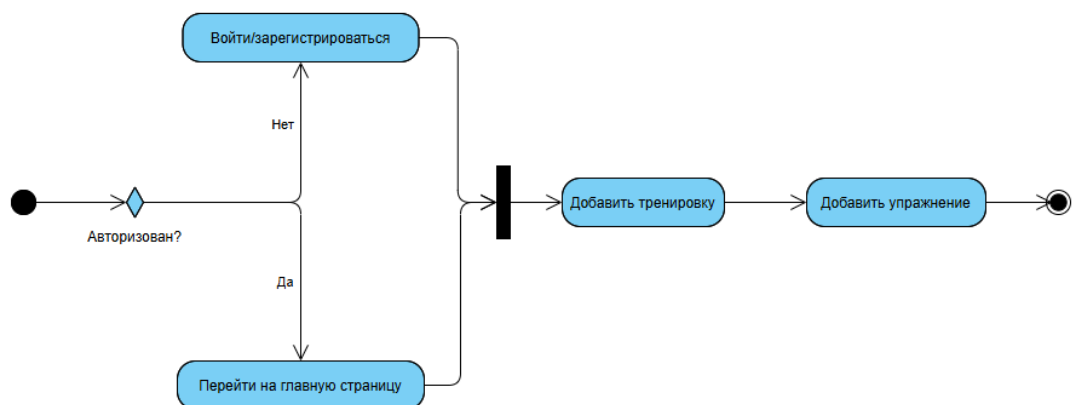 Войти/зарегистрироваться
Нет
Авторизован?
Добавить тренировку
Добавить упражнение
Да
Перейти на главную страницу